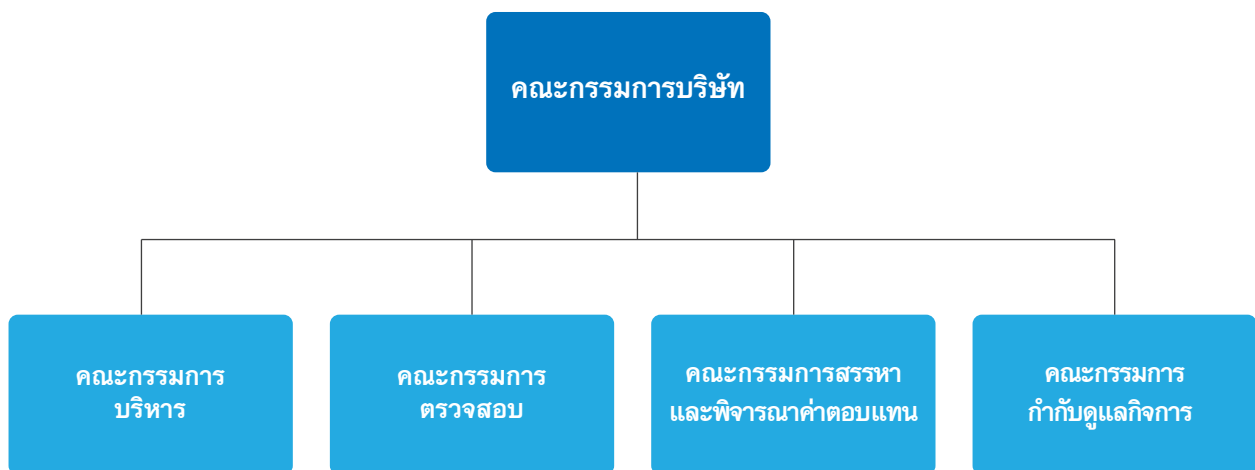 คณะกรรมการบริษัท
คณะกรรมการ
บริหาร
คณะกรรมการ
ตรวจสอบ
คณะกรรมการสรรหา
และพิจารณาค่าตอบแทน
คณะกรรมการ
กำกับดูแลกิจการ